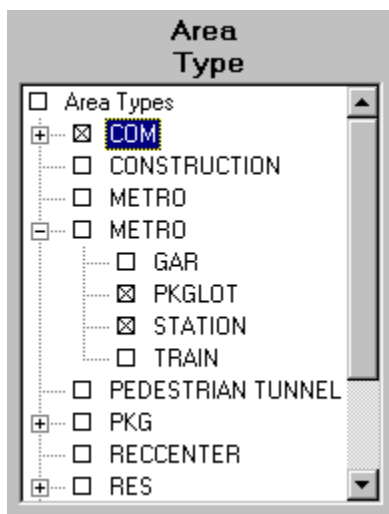 Area
Type
Area Types
COM
CONSTRUCTION
METRO
METRO
GAR
PKGLOT
STATION
TRAIN
PEDESTRIAN TUNNEL
PKG
RECCENTER
RES